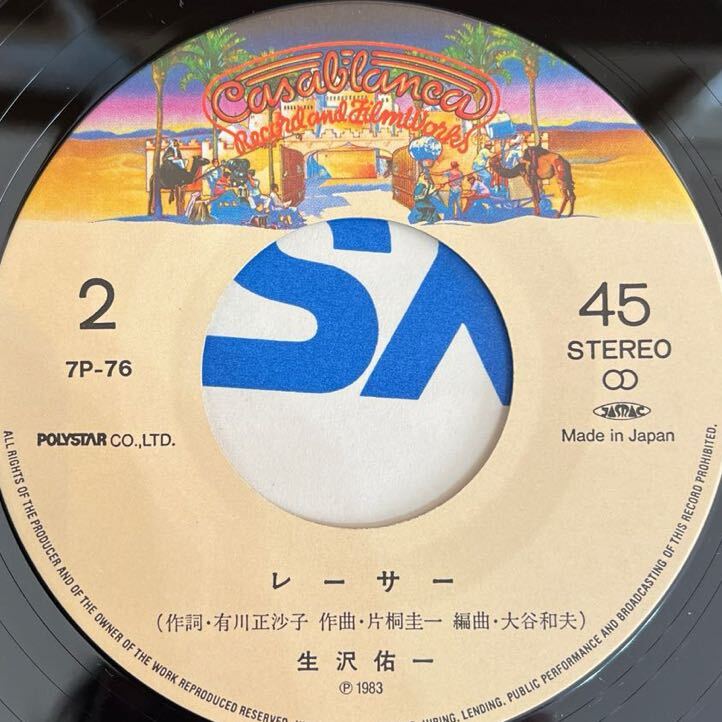 Casablanca
Record and FilmWorks
2
7P-76
POLYSTAR CO.,LTD.
45
STEREO
JASRAC
Made in Japan
レーサー
(作詞・有川正沙子 作曲・片桐圭一 編曲・大谷和夫)
生沢佑一
Ⓟ 1983
ALL RIGHTS OF THE PRODUCER AND OF THE OWNER OF THE WORK REPRODUCED RESERVED. LENDING, PUBLIC PERFORMANCE AND BROADCASTING OF THIS RECORD PROHIBITED.
SA